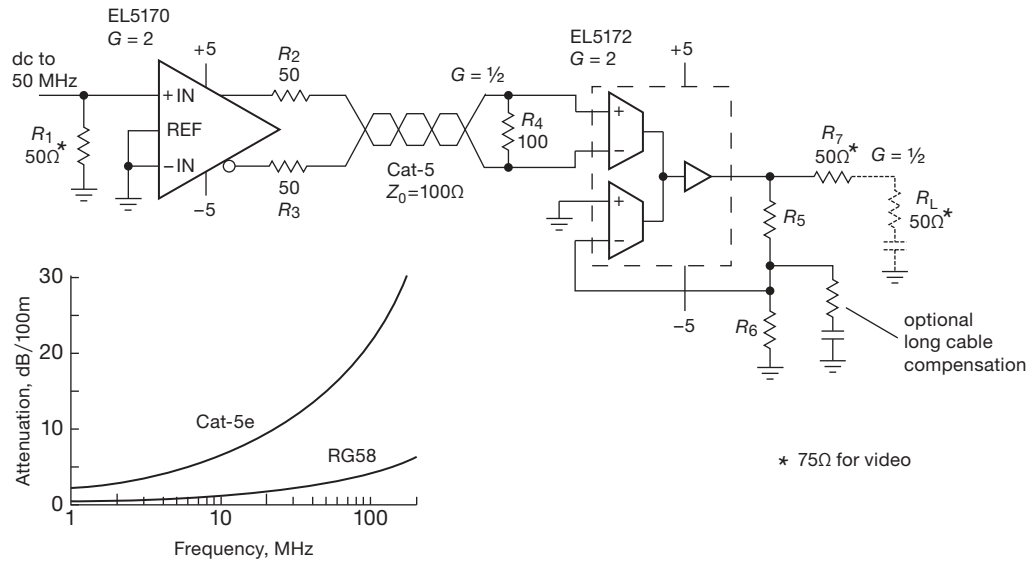 EL5170
G = 2
dc to
50 MHz
+5
R2
50
+IN
REF
−IN
R1
50Ω*
−5
50
R3
Cat-5
Z0=100Ω
G = ½
R4
100
EL5172
G = 2
+5
+
−
+
−
−5
R5
R6
R7
50Ω*
G = ½
RL
50Ω*
optional
long cable
compensation
* 75Ω for video
Attenuation, dB/100m
30
20
10
0
Cat-5e
RG58
1
10
100
Frequency, MHz